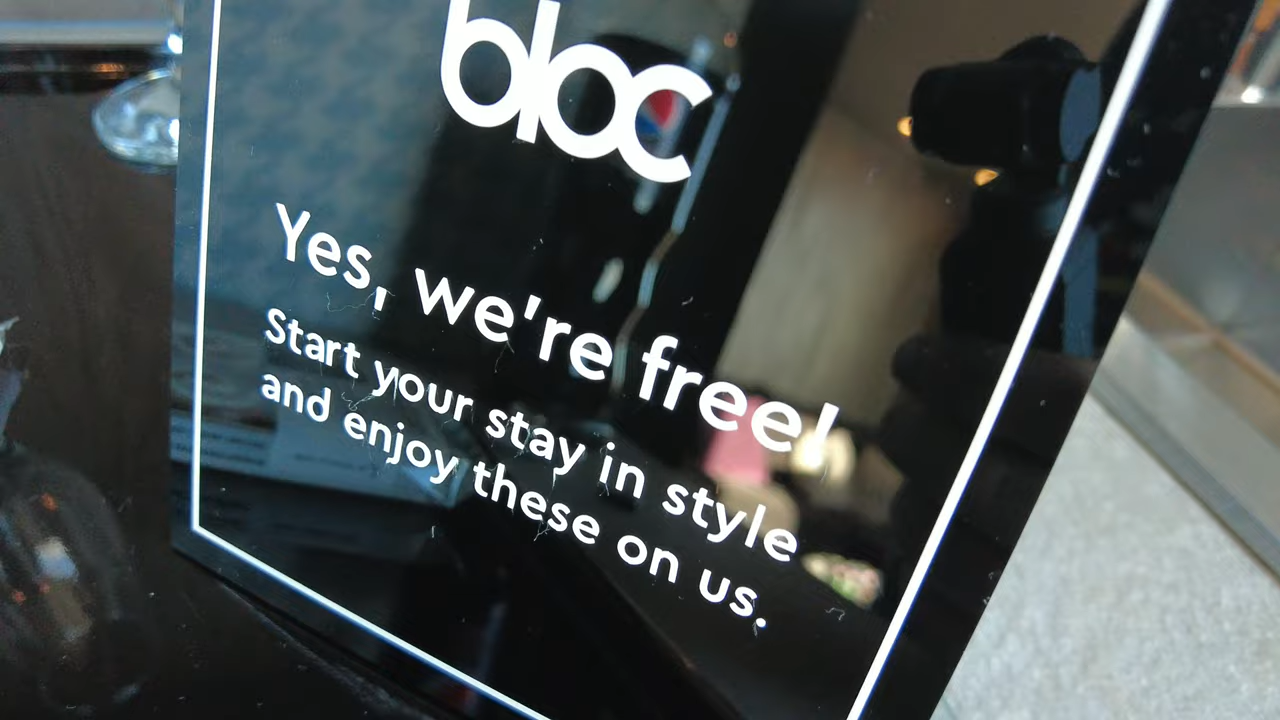 bloc
Yes, we're free!
Start your stay in style
and enjoy these on us.